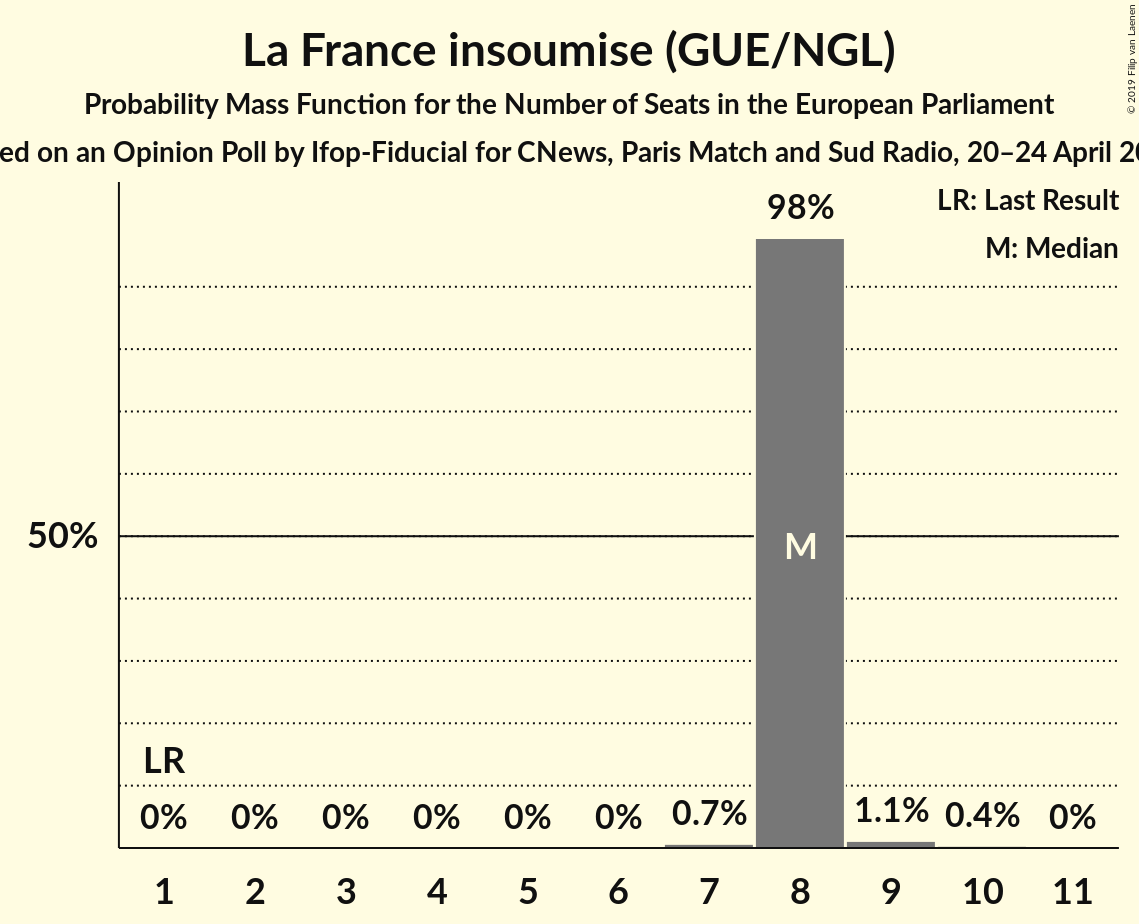 La France insoumise (GUE/NGL)
Probability Mass Function for the Number of Seats in the European Parliament
on an Opinion Poll by Ifop-Fiducial for CNews, Paris Match and Sud Radio, 20–24 April
© 2019 Filip van Laenen
LR: Last Result
M: Median
98%
50%
M
LR
0% 0% 0% 0% 0% 0% 0.7% 1.1% 0.4% 0%
1 2 3 4 5 6 7 8 9 10 11